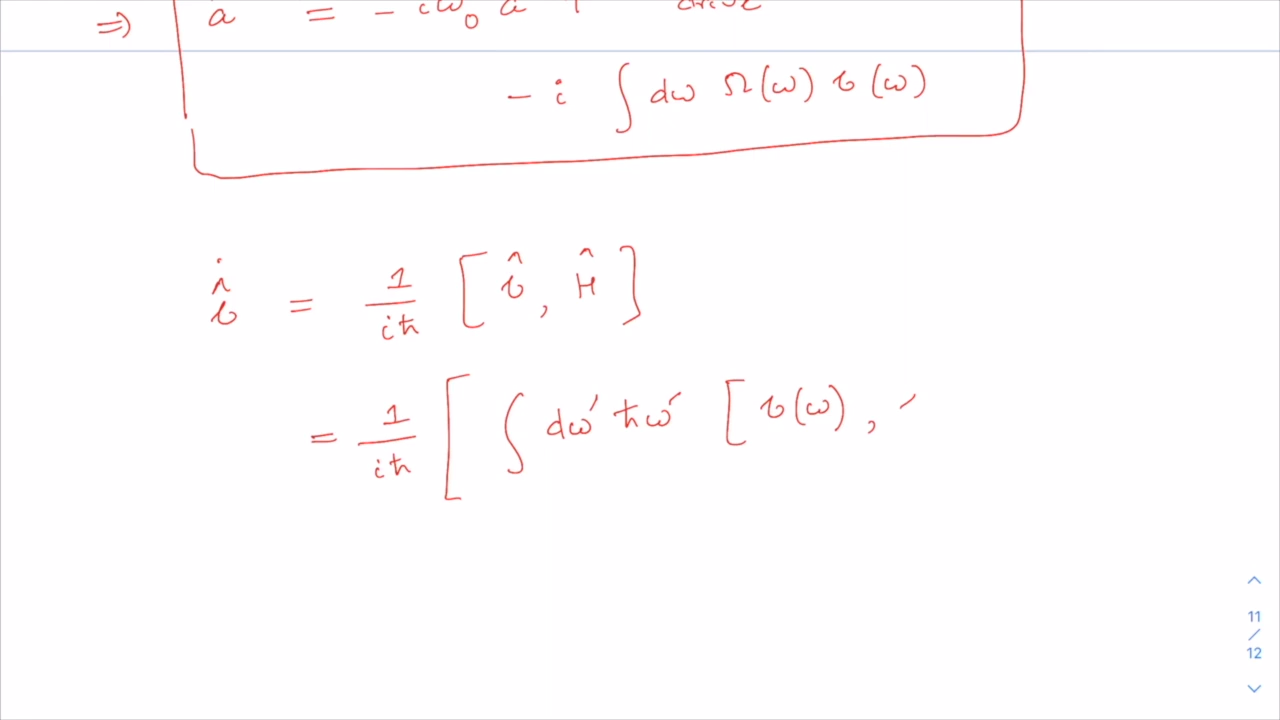 ⇒ ȧ = - iω₀ â
- i ∫ dω Ω(ω) b(ω)
ḃ̂ = 1/iħ [ b̂, Ĥ ]
= 1/iħ [ ∫ dω′ ħω′ [ b(ω),
11
/
12